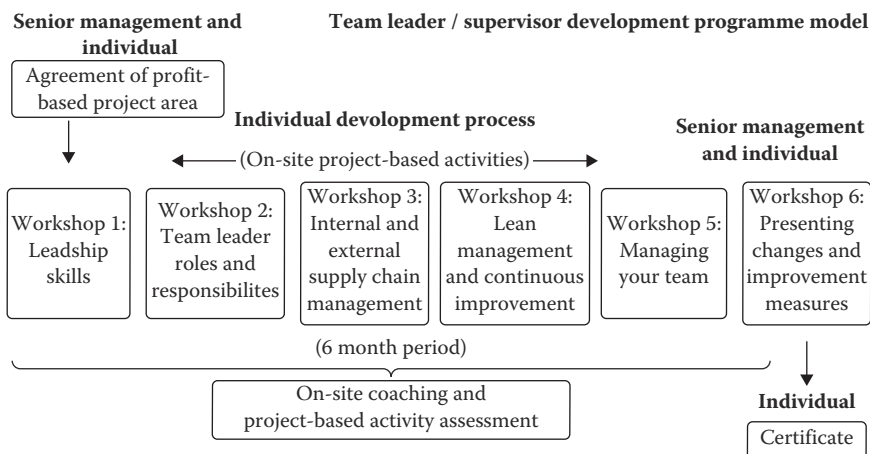 Senior management and
individual
Team leader / supervisor development programme model
Agreement of profit-
based project area
Individual devolopment process
(On-site project-based activities)
Senior management
and individual
Workshop 1:
Leadship
skills
Workshop 2:
Team leader
roles and
responsibilites
Workshop 3:
Internal and
external
supply chain
management
Workshop 4:
Lean
management
and continuous
improvement
Workshop 5:
Managing
your team
Workshop 6:
Presenting
changes and
improvement
measures
(6 month period)
On-site coaching and
project-based activity assessment
Individual
Certificate